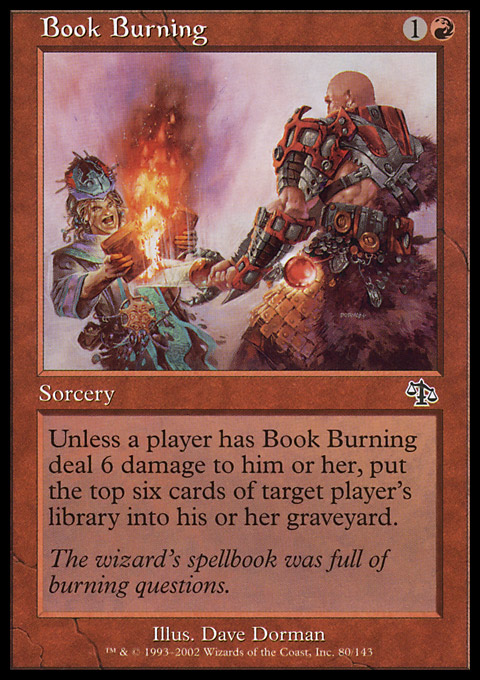 Book Burning 1
Sorcery
Unless a player has Book Burning
deal 6 damage to him or her, put
the top six cards of target player's
library into his or her graveyard.
The wizard's spellbook was full of
burning questions.
Illus. Dave Dorman
™ & © 1993-2002 Wizards of the Coast, Inc. 80/143